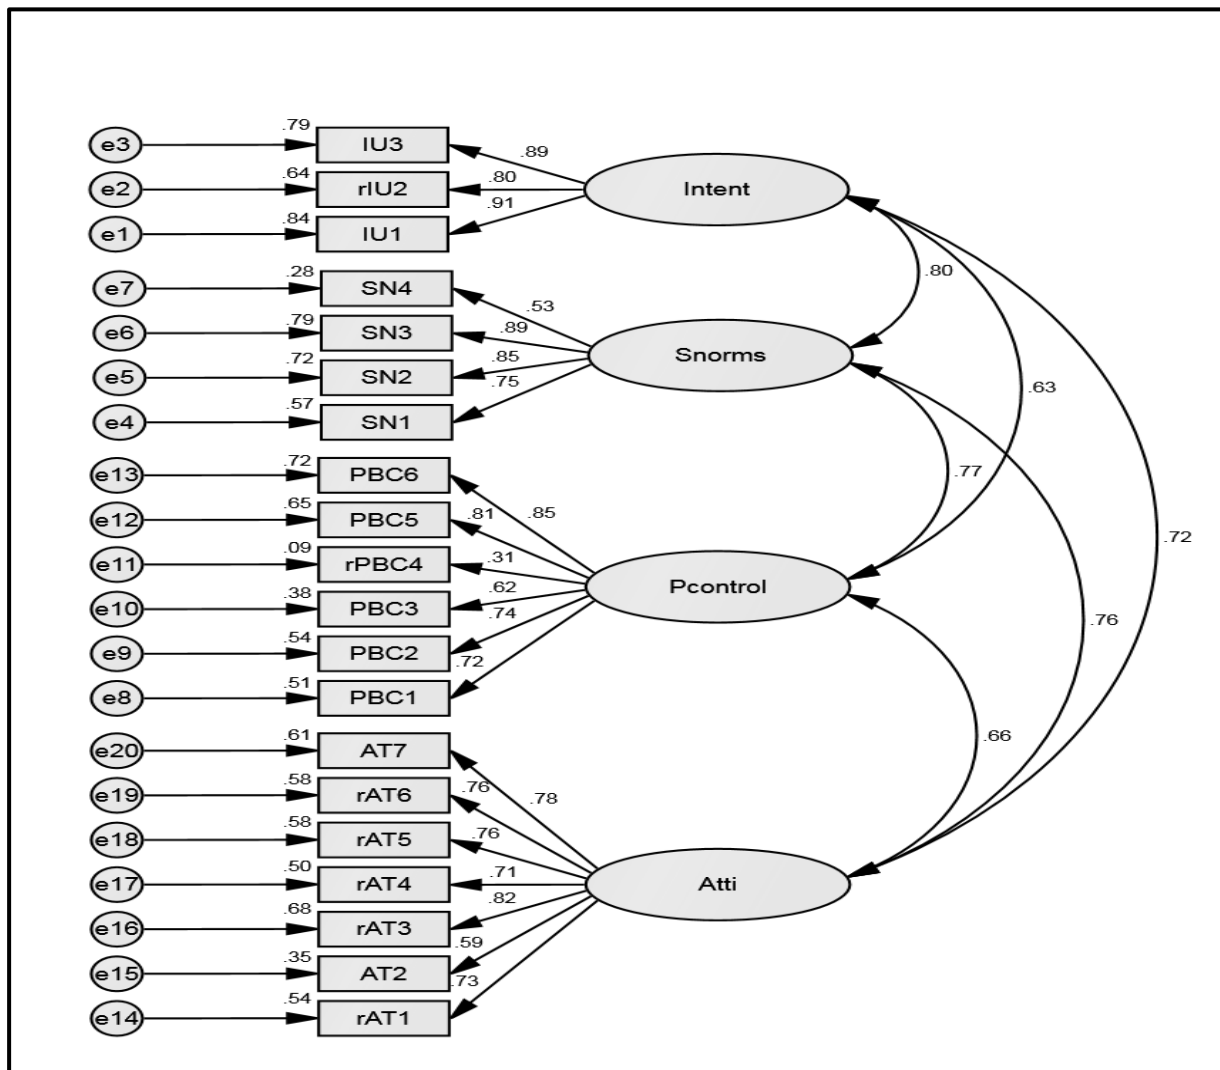 e3 .79 IU3 .89
e2 .64 rIU2 .80 Intent
e1 .84 IU1 .91
.80
e7 .28 SN4 .53
e6 .79 SN3 .89
Snorms
e5 .72 SN2 .85
e4 .57 SN1 .75
.63
.77
e13 .72 PBC6 .85
e12 .65 PBC5 .81
.72
e11 .09 rPBC4 .31
Pcontrol
e10 .38 PBC3 .62
.76
e9 .54 PBC2 .74
e8 .51 PBC1 .72
.66
e20 .61 AT7 .78
e19 .58 rAT6 .76
e18 .58 rAT5 .76
e17 .50 rAT4 .71 Atti
e16 .68 rAT3 .82
e15 .35 AT2 .59
e14 .54 rAT1 .73